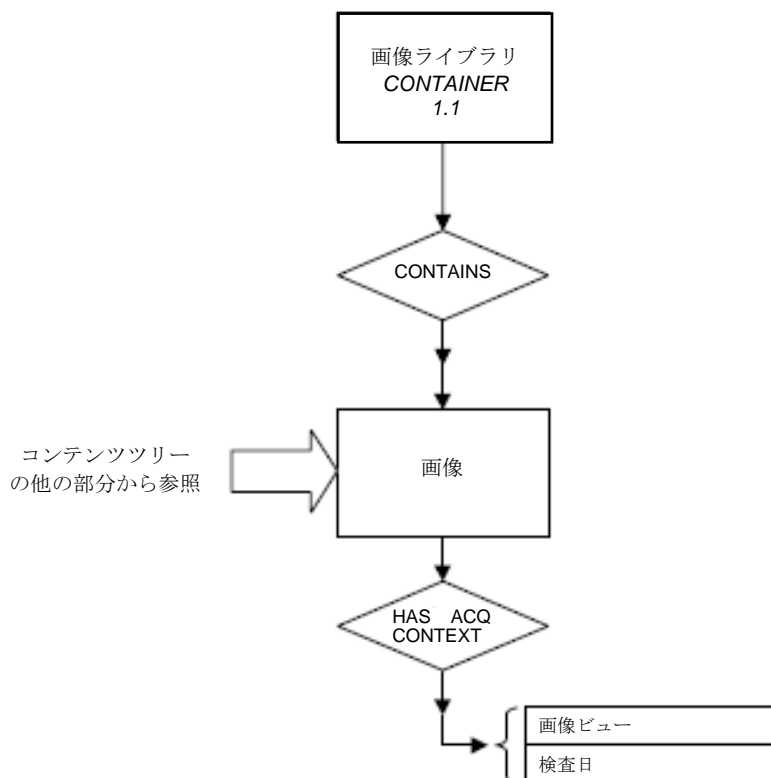 画像ライブラリ
CONTAINER
1.1
CONTAINS
コンテンツツリー
の他の部分から参照
画像
HAS ACQ
CONTEXT
画像ビュー
検査日